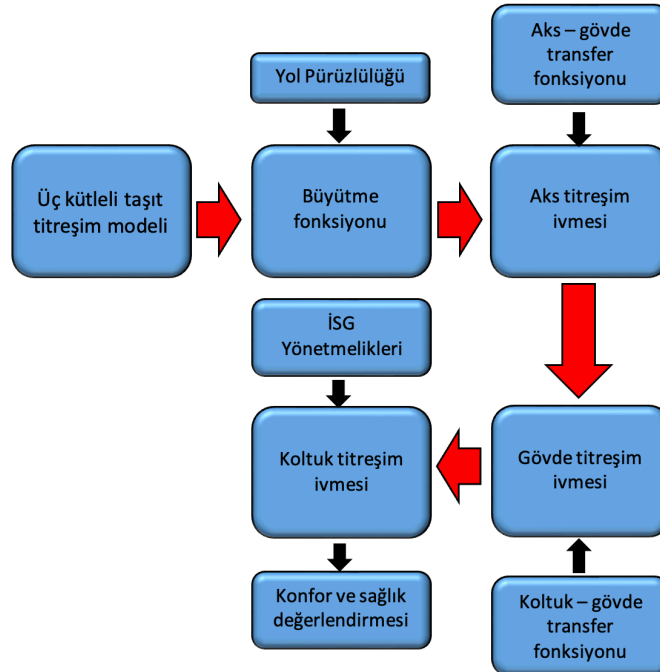 Aks – gövde
transfer
fonksiyonu
Yol Pürüzlülüğü
Üç kütleli taşıt
titreşim modeli
Büyütme
fonksiyonu
Aks titreşim
ivmesi
İSG
Yönetmelikleri
Koltuk titreşim
ivmesi
Gövde titreşim
ivmesi
Konfor ve sağlık
değerlendirmesi
Koltuk – gövde
transfer
fonksiyonu